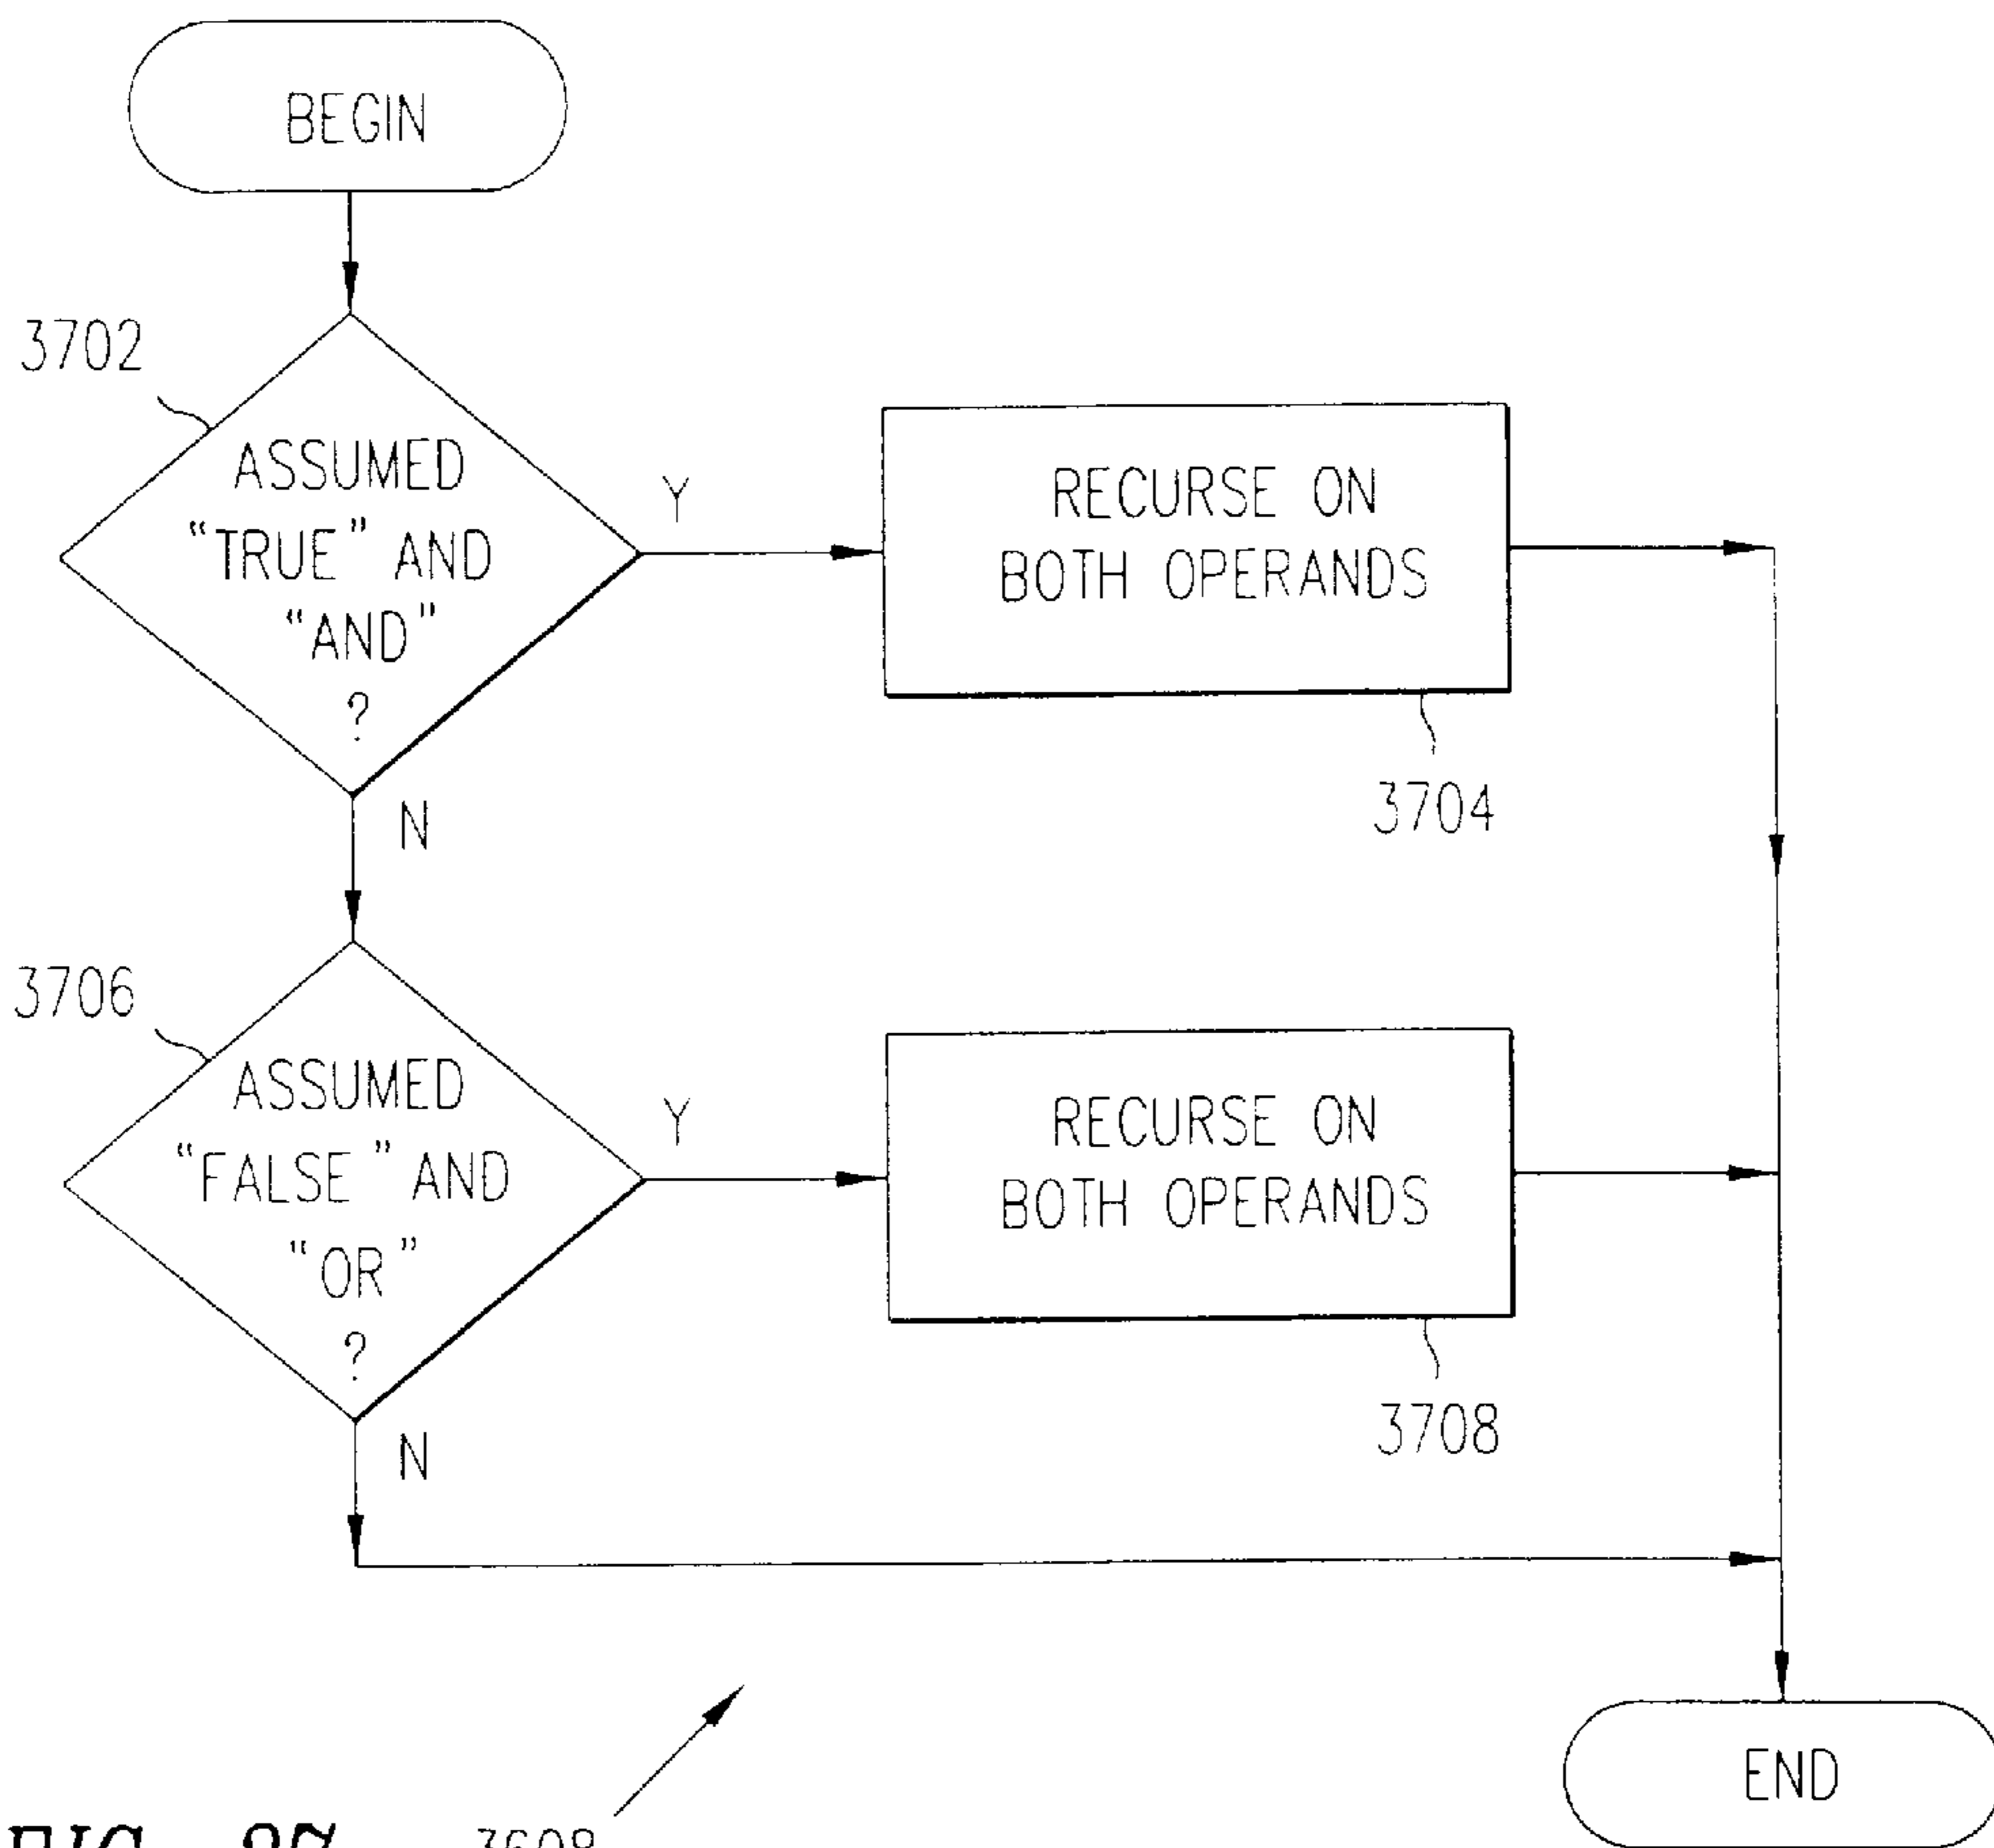 BEGIN
3702
ASSUMED
"TRUE" AND
"AND"
?
Y
RECURSE ON
BOTH OPERANDS
3704
N
3706
ASSUMED
"FALSE" AND
"OR"
?
Y
RECURSE ON
BOTH OPERANDS
3708
N
END
3608